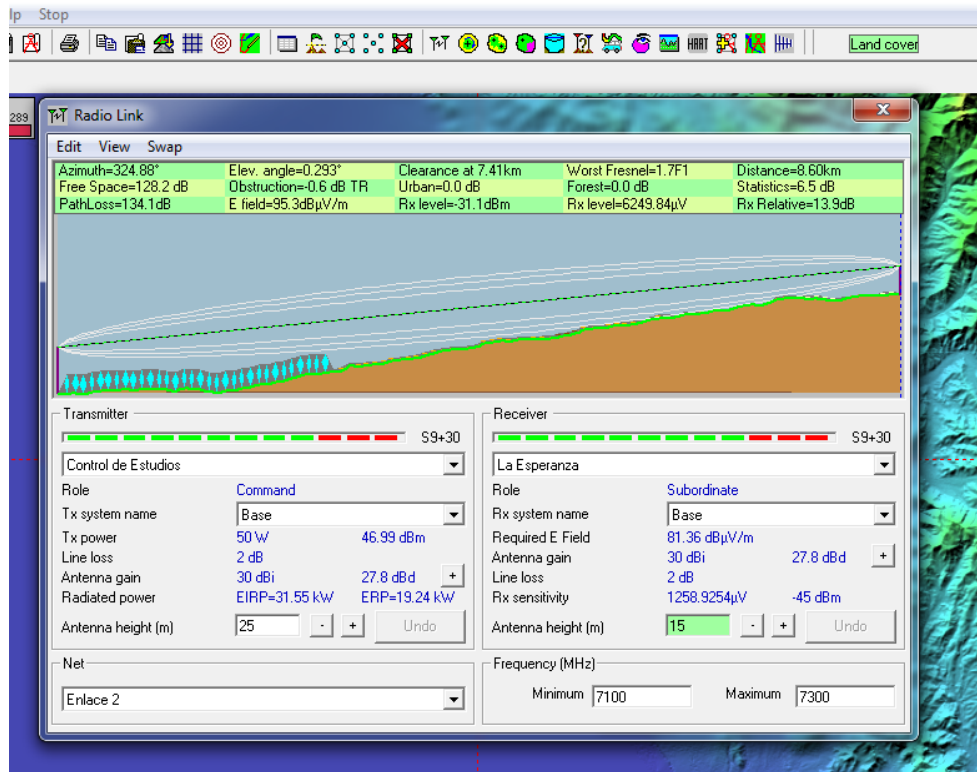 lp Stop
HART
Land cover
289
Radio Link
Edit View Swap
Azimuth=324.88° Elev. angle=0.293° Clearance at 7.41km Worst Fresnel=1.7F1 Distance=8.60km
Free Space=128.2 dB Obstruction=-0.6 dB TR Urban=0.0 dB Forest=0.0 dB Statistics=6.5 dB
PathLoss=134.1dB E field=95.3dBµV/m Rx level=-31.1dBm Rx level=6249.84µV Rx Relative=13.9dB
Transmitter
S9+30
Control de Estudios
Role Command
Tx system name Base
Tx power 50 W 46.99 dBm
Line loss 2 dB
Antenna gain 30 dBi 27.8 dBd +
Radiated power EIRP=31.55 kW ERP=19.24 kW
Antenna height (m) 25 - + Undo
Net
Enlace 2
Receiver
S9+30
La Esperanza
Role Subordinate
Rx system name Base
Required E Field 81.36 dBµV/m
Antenna gain 30 dBi 27.8 dBd +
Line loss 2 dB
Rx sensitivity 1258.9254µV -45 dBm
Antenna height (m) 15 - + Undo
Frequency (MHz)
Minimum 7100 Maximum 7300